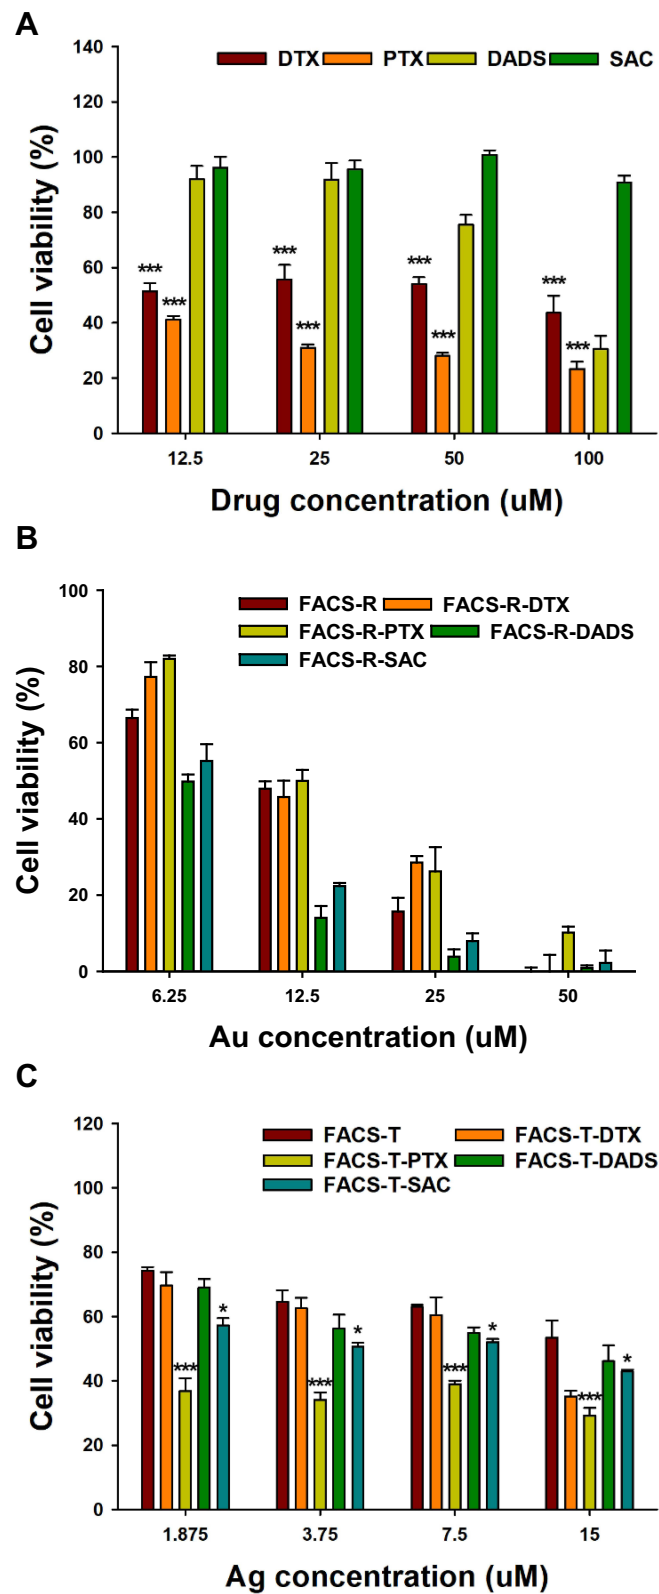 A
DTX PTX DADS SAC
Cell viability (%)
140
120
100
80
60
40
20
0
*** *** *** *** *** *** *** ***
12.5 25 50 100
Drug concentration (uM)
B
FACS-R FACS-R-DTX
FACS-R-PTX FACS-R-DADS
FACS-R-SAC
Cell viability (%)
100
80
60
40
20
0
6.25 12.5 25 50
Au concentration (uM)
C
FACS-T FACS-T-DTX
FACS-T-PTX FACS-T-DADS
FACS-T-SAC
Cell viability (%)
120
100
80
60
40
20
0
*** * *** * *** * *** *
1.875 3.75 7.5 15
Ag concentration (uM)